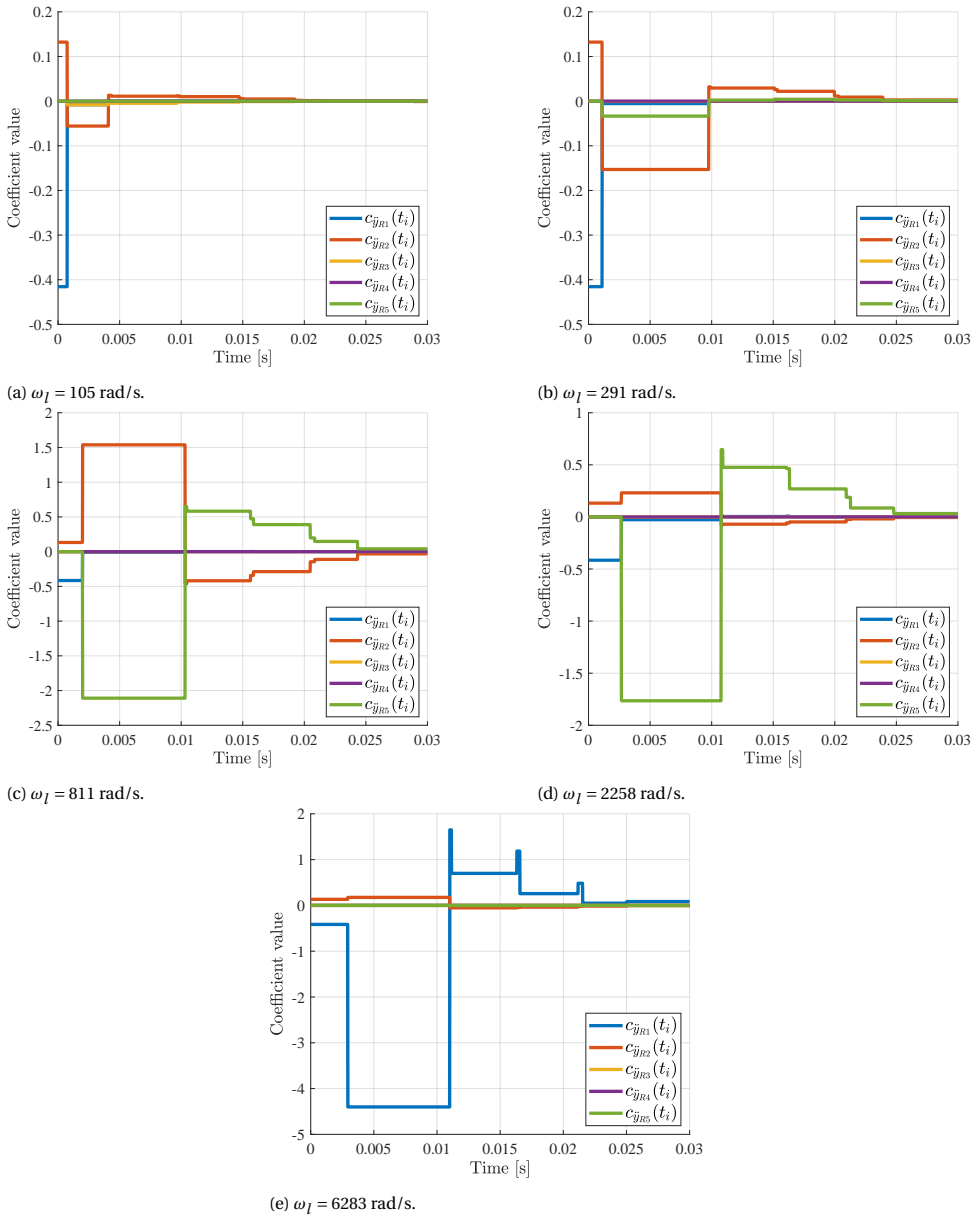 0.2
0.1
0
-0.1
-0.2
-0.3
-0.4
-0.5
Coefficient value
0 0.005 0.01 0.015 0.02 0.025 0.03
Time [s]
c_{ÿ_{R1}}(t_i)
c_{ÿ_{R2}}(t_i)
c_{ÿ_{R3}}(t_i)
c_{ÿ_{R4}}(t_i)
c_{ÿ_{R5}}(t_i)
(a) ω_l = 105 rad/s.
0.2
0.1
0
-0.1
-0.2
-0.3
-0.4
-0.5
Coefficient value
0 0.005 0.01 0.015 0.02 0.025 0.03
Time [s]
c_{ÿ_{R1}}(t_i)
c_{ÿ_{R2}}(t_i)
c_{ÿ_{R3}}(t_i)
c_{ÿ_{R4}}(t_i)
c_{ÿ_{R5}}(t_i)
(b) ω_l = 291 rad/s.
2
1.5
1
0.5
0
-0.5
-1
-1.5
-2
-2.5
Coefficient value
0 0.005 0.01 0.015 0.02 0.025 0.03
Time [s]
c_{ÿ_{R1}}(t_i)
c_{ÿ_{R2}}(t_i)
c_{ÿ_{R3}}(t_i)
c_{ÿ_{R4}}(t_i)
c_{ÿ_{R5}}(t_i)
(c) ω_l = 811 rad/s.
1
0.5
0
-0.5
-1
-1.5
-2
Coefficient value
0 0.005 0.01 0.015 0.02 0.025 0.03
Time [s]
c_{ÿ_{R1}}(t_i)
c_{ÿ_{R2}}(t_i)
c_{ÿ_{R3}}(t_i)
c_{ÿ_{R4}}(t_i)
c_{ÿ_{R5}}(t_i)
(d) ω_l = 2258 rad/s.
2
1
0
-1
-2
-3
-4
-5
Coefficient value
0 0.005 0.01 0.015 0.02 0.025 0.03
Time [s]
c_{ÿ_{R1}}(t_i)
c_{ÿ_{R2}}(t_i)
c_{ÿ_{R3}}(t_i)
c_{ÿ_{R4}}(t_i)
c_{ÿ_{R5}}(t_i)
(e) ω_l = 6283 rad/s.